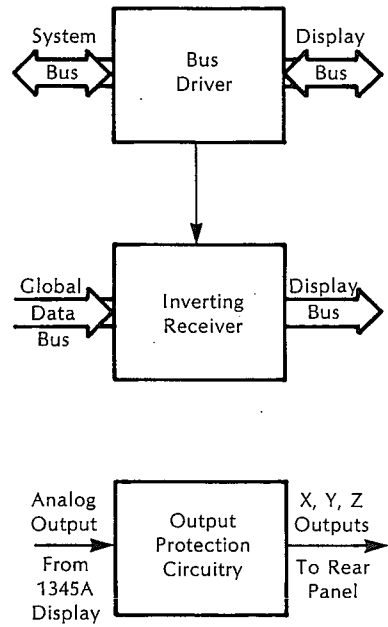 System
Bus
Bus
Driver
Display
Bus
Global
Data
Bus
Inverting
Receiver
Display
Bus
Analog
Output
From
1345A
Display
Output
Protection
Circuitry
X, Y, Z
Outputs
To Rear
Panel